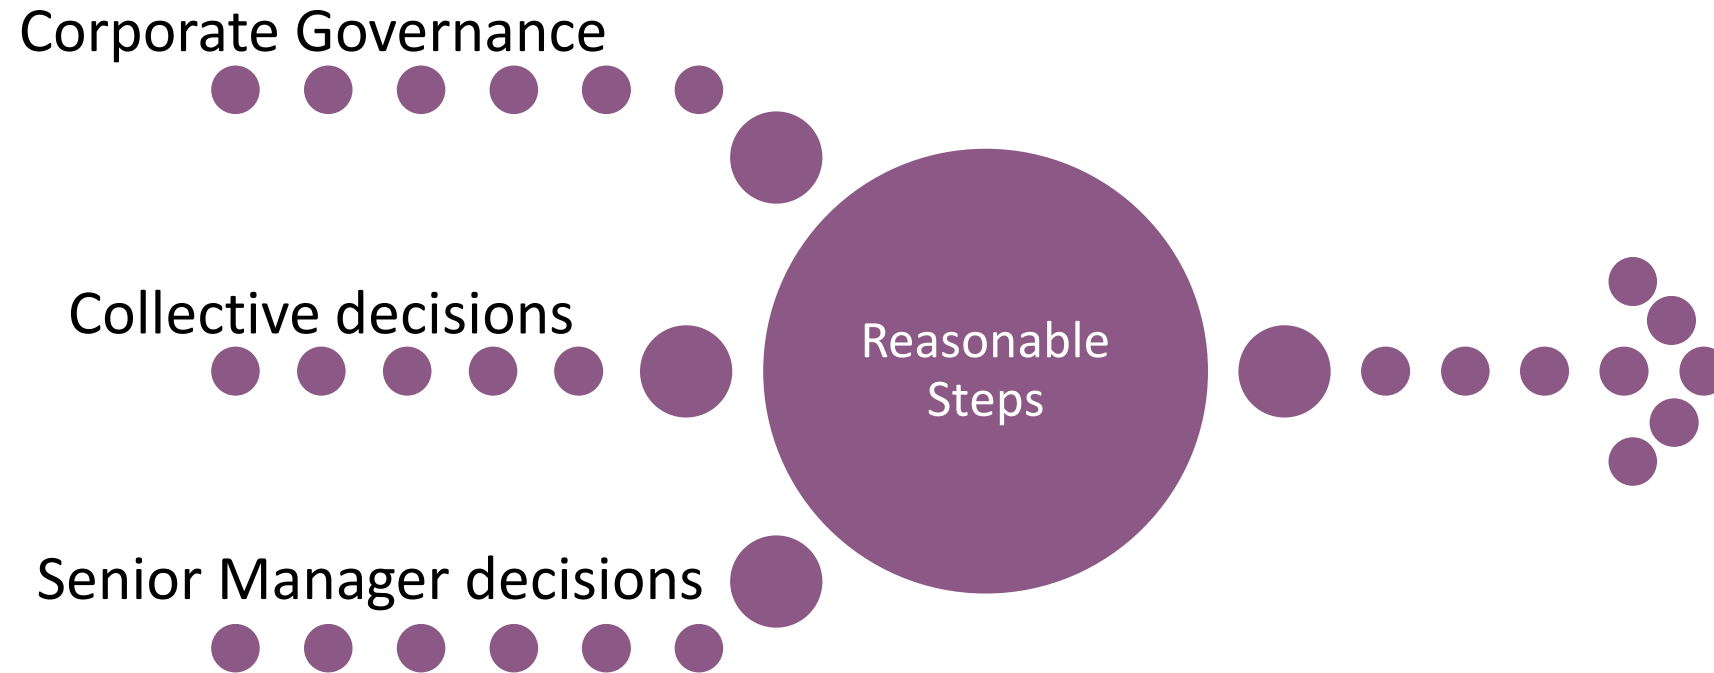 Corporate Governance
Collective decisions
Reasonable
Steps
Senior Manager decisions